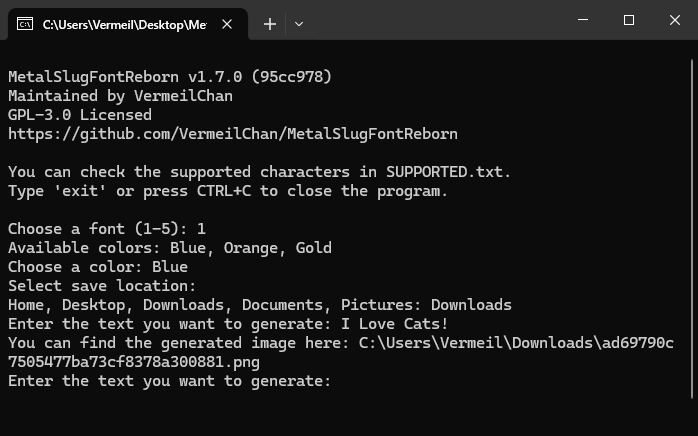 C:\Users\Vermeil\Desktop\Met
MetalSlugFontReborn v1.7.0 (95cc978)
Maintained by VermeilChan
GPL-3.0 Licensed
https://github.com/VermeilChan/MetalSlugFontReborn
You can check the supported characters in SUPPORTED.txt.
Type 'exit' or press CTRL+C to close the program.
Choose a font (1-5): 1
Available colors: Blue, Orange, Gold
Choose a color: Blue
Select save location:
Home, Desktop, Downloads, Documents, Pictures: Downloads
Enter the text you want to generate: I Love Cats!
You can find the generated image here: C:\Users\Vermeil\Downloads\ad69790c
7505477ba73cf8378a300881.png
Enter the text you want to generate: